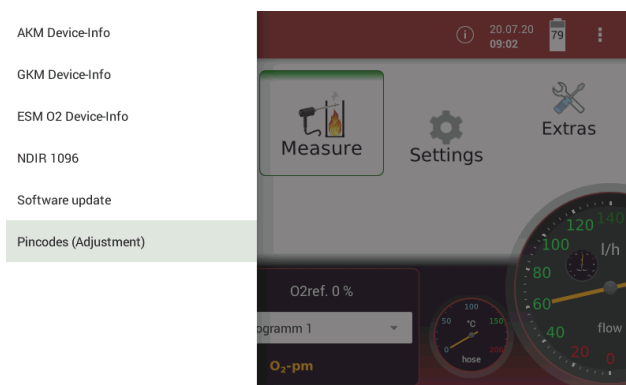 AKM Device-Info
GKM Device-Info
ESM O2 Device-Info
NDIR 1096
Software update
Pincodes (Adjustment)
20.07.20
09:02
79
Measure
Settings
Extras
O2ref. 0 %
ogramm 1
O₂-pm
0
50
100
150
200
°C
hose
0
20
40
60
80
100
120
140
l/h
flow